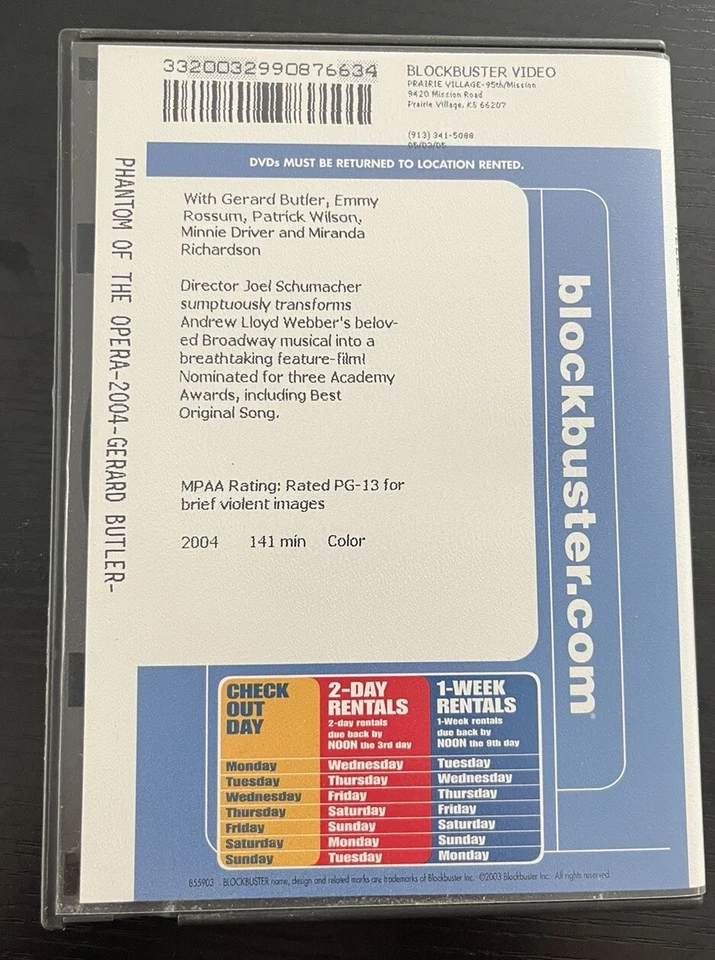 3320032990876634
BLOCKBUSTER VIDEO
PRAIRIE VILLAGE-95th/Mission
9420 Mission Road
Prairie Village, KS 66207
(913) 341-5088
05/03/05
DVDs MUST BE RETURNED TO LOCATION RENTED.
PHANTOM OF THE OPERA-2004-GERARD BUTLER-
With Gerard Butler, Emmy
Rossum, Patrick Wilson,
Minnie Driver and Miranda
Richardson
Director Joel Schumacher
sumptuously transforms
Andrew Lloyd Webber's belov-
ed Broadway musical into a
breathtaking feature-film!
Nominated for three Academy
Awards, including Best
Original Song.
MPAA Rating: Rated PG-13 for
brief violent images
2004 141 min Color
blockbuster.com®
CHECK
OUT
DAY
2-DAY
RENTALS
2-day rentals
due back by
NOON the 3rd day
1-WEEK
RENTALS
1-Week rentals
due back by
NOON the 9th day
Monday Wednesday Tuesday
Tuesday Thursday Wednesday
Wednesday Friday Thursday
Thursday Saturday Friday
Friday Sunday Saturday
Saturday Monday Sunday
Sunday Tuesday Monday
855903 BLOCKBUSTER name, design and related marks are trademarks of Blockbuster Inc. ©2003 Blockbuster Inc. All rights reserved.